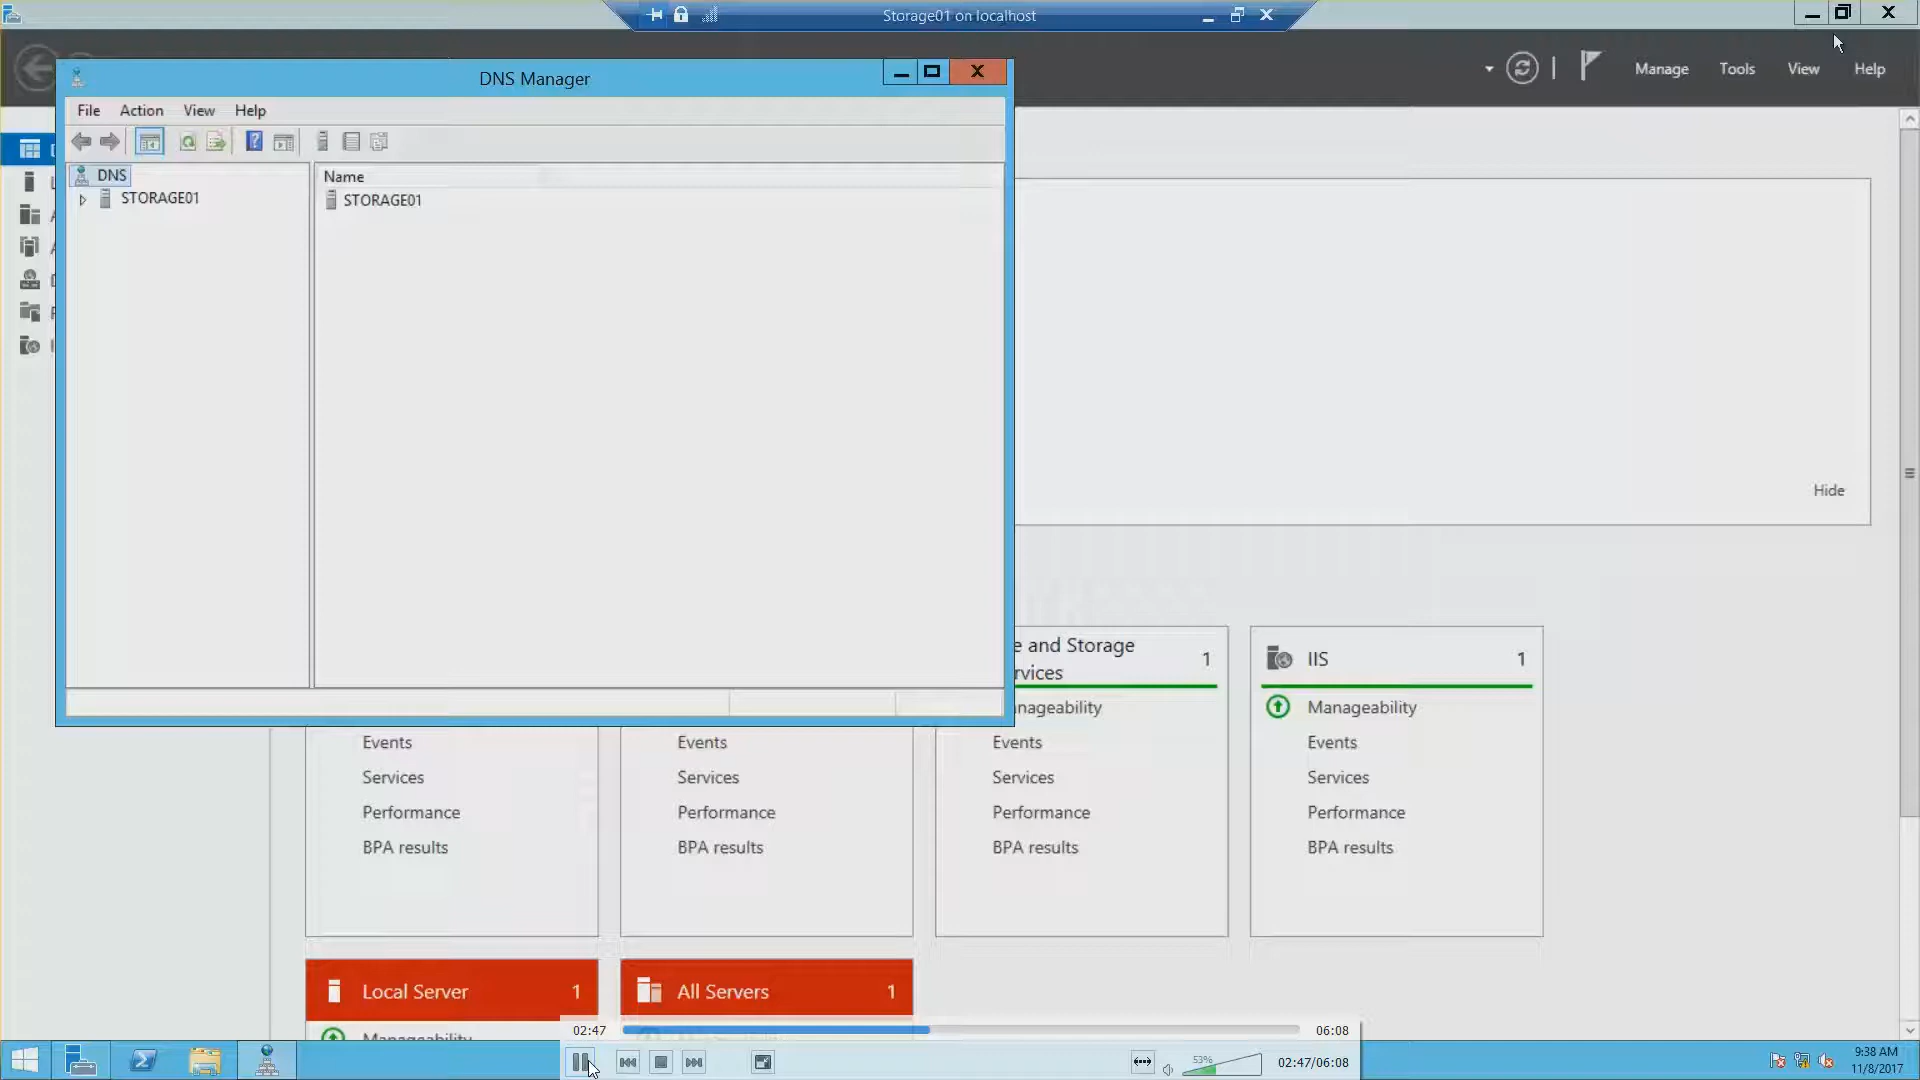 Storage01 on localhost
DNS Manager
Manage Tools View Help
File Action View Help
DNS
STORAGE01
Name
STORAGE01
Hide
e and Storage
rvices
1
IIS 1
nageability
Manageability
Events
Services
Performance
BPA results
Events
Services
Performance
BPA results
Events
Services
Performance
BPA results
Events
Services
Performance
BPA results
Local Server 1
All Servers 1
Manageability
02:47
06:08
53%
02:47/06:08
9:38 AM
11/8/2017